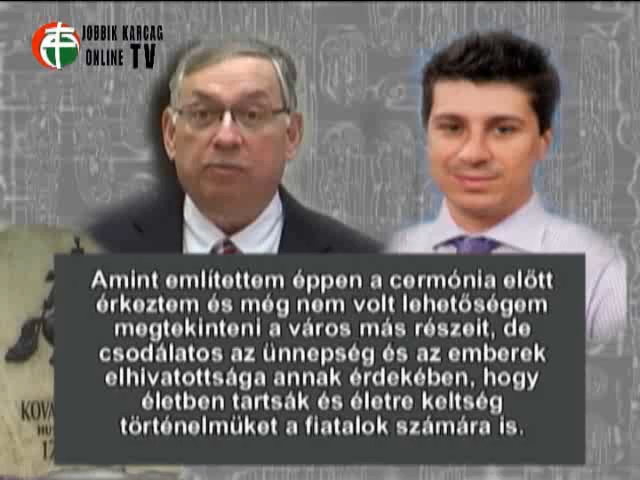 JOBBIK KARCAG
ONLINE TV
Amint említettem éppen a cermónia előtt
érkeztem és még nem volt lehetőségem
megtekinteni a város más részeit, de
csodálatos az ünnepség és az emberek
elhivatottsága annak érdekében, hogy
életben tartsák és életre keltség
történelmüket a fiatalok számára is.
KOVA
HU